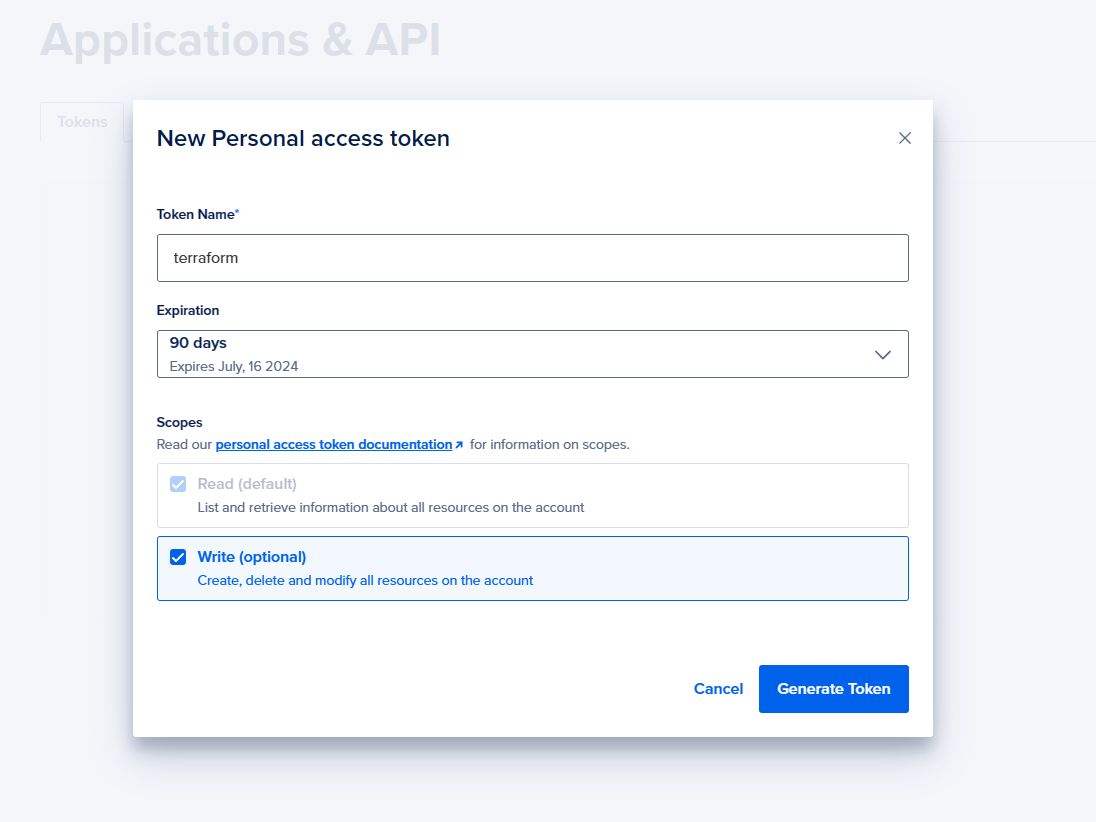 Applications & API
Tokens
New Personal access token
Token Name*
terraform
Expiration
90 days
Expires July, 16 2024
Scopes
Read our personal access token documentation for information on scopes.
Read (default)
List and retrieve information about all resources on the account
Write (optional)
Create, delete and modify all resources on the account
Cancel
Generate Token